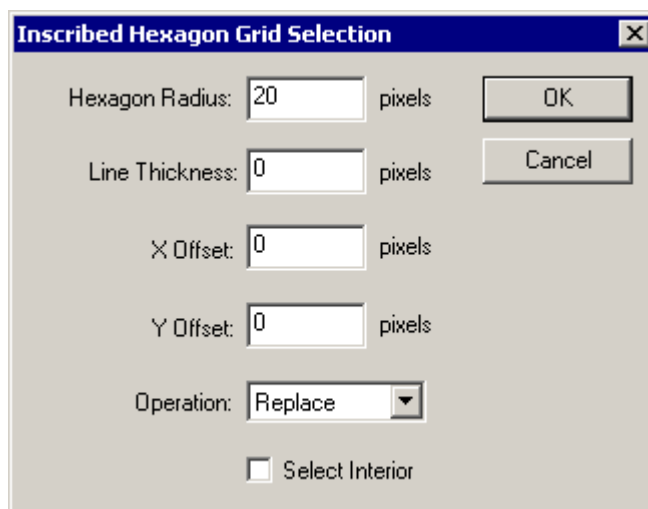 Inscribed Hexagon Grid Selection
Hexagon Radius: 20 pixels OK
Line Thickness: 0 pixels Cancel
X Offset: 0 pixels
Y Offset: 0 pixels
Operation: Replace
Select Interior